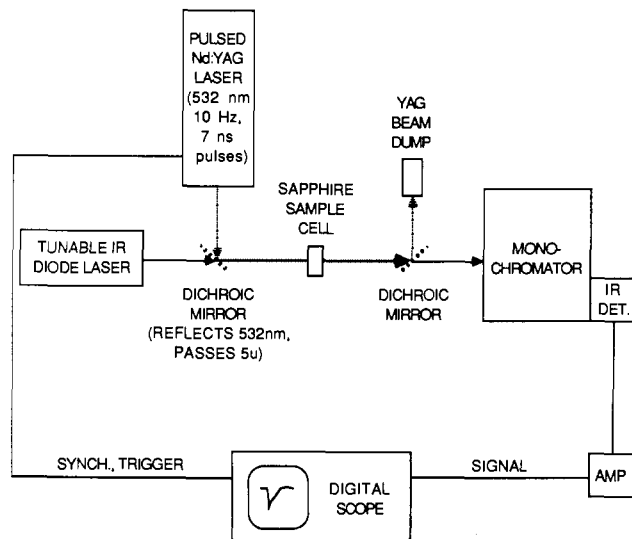 PULSED
Nd:YAG
LASER
(532 nm
10 Hz,
7 ns
pulses)
YAG
BEAM
DUMP
SAPPHIRE
SAMPLE
CELL
TUNABLE IR
DIODE LASER
MONO-
CHROMATOR
IR
DET.
DICHROIC
MIRROR
(REFLECTS 532nm,
PASSES 5u)
DICHROIC
MIRROR
SYNCH., TRIGGER
SIGNAL
AMP
DIGITAL
SCOPE